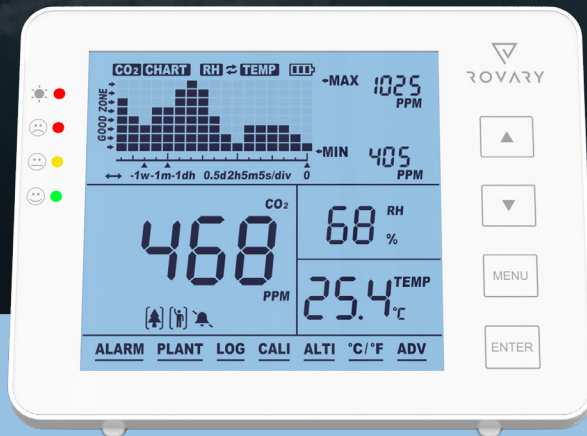 CO2 CHART RH ⇄ TEMP
GOOD ZONE
MAX 1025
PPM
MIN 405
PPM
↔ -1w-1m-1dh 0.5d2h5m5s/div 0
CO2
468
PPM
68 RH
%
25.4 TEMP
°C
ALARM PLANT LOG CALI ALTI °C/°F ADV
ROVARY
▲
▼
MENU
ENTER